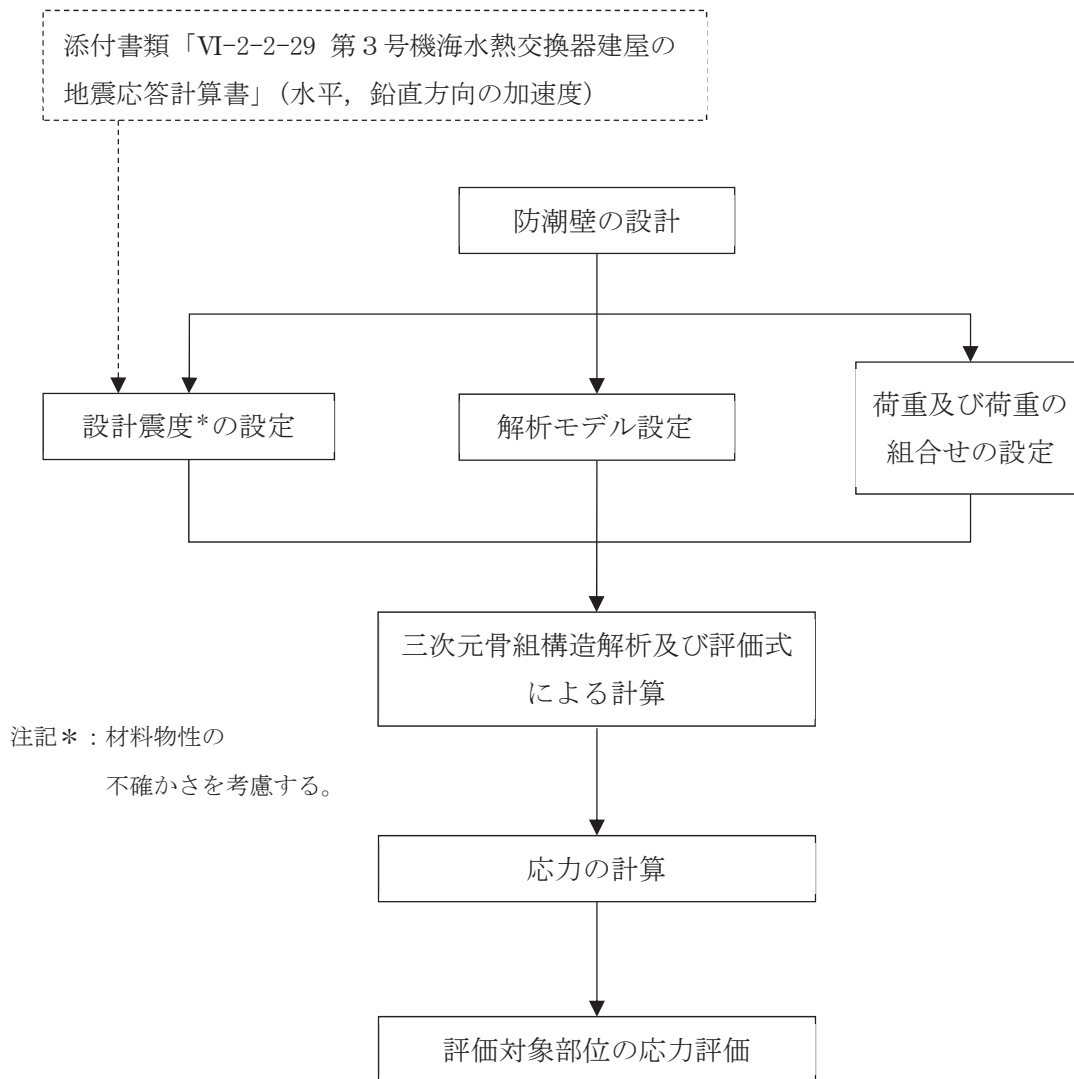 添付書類「Ⅵ-2-2-29 第３号機海水熱交換器建屋の
地震応答計算書」（水平，鉛直方向の加速度）
防潮壁の設計
設計震度*の設定
解析モデル設定
荷重及び荷重の
組合せの設定
三次元骨組構造解析及び評価式
による計算
注記＊：材料物性の
不確かさを考慮する。
応力の計算
評価対象部位の応力評価